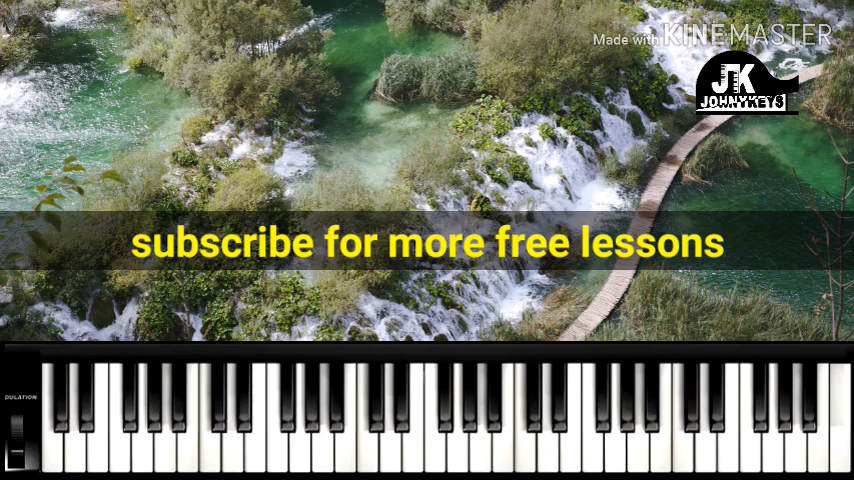 Made with KINEMASTER
JK
JOHNYKEYS
subscribe for more free lessons
DULATION